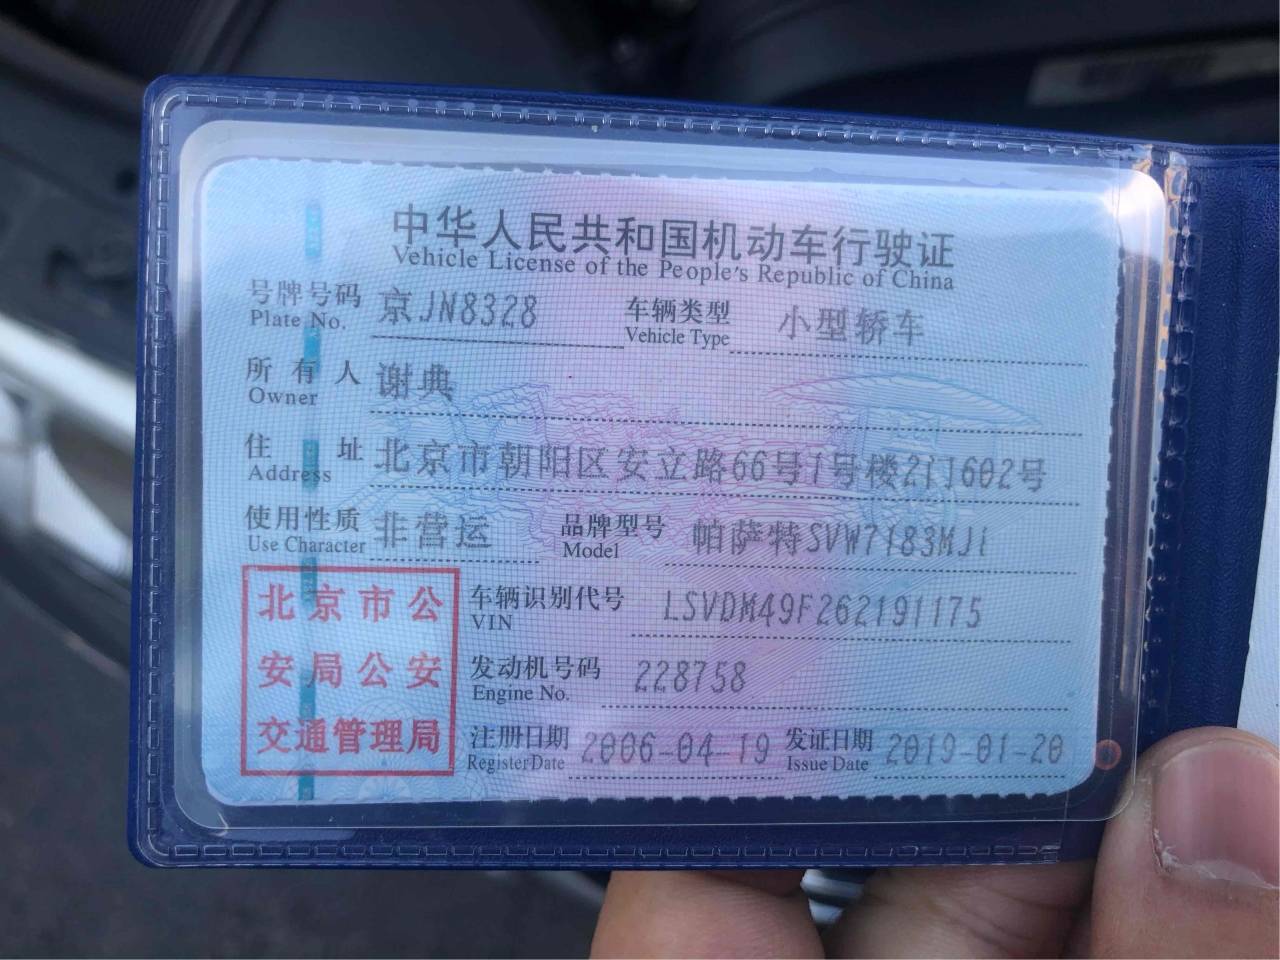 中华人民共和国机动车行驶证
Vehicle License of the People's Republic of China
号牌号码 京JN8328 车辆类型 小型轿车
Plate No. Vehicle Type
所有人 谢典
Owner
住址 北京市朝阳区安立路66号1号楼2门602号
Address
使用性质 非营运 品牌型号 帕萨特SVW7183MJi
Use Character Model
北京市公
安局公安
交通管理局
车辆识别代号 LSVDM49F262191175
VIN
发动机号码 228758
Engine No.
注册日期 2006-04-19 发证日期 2019-01-20
Register Date Issue Date